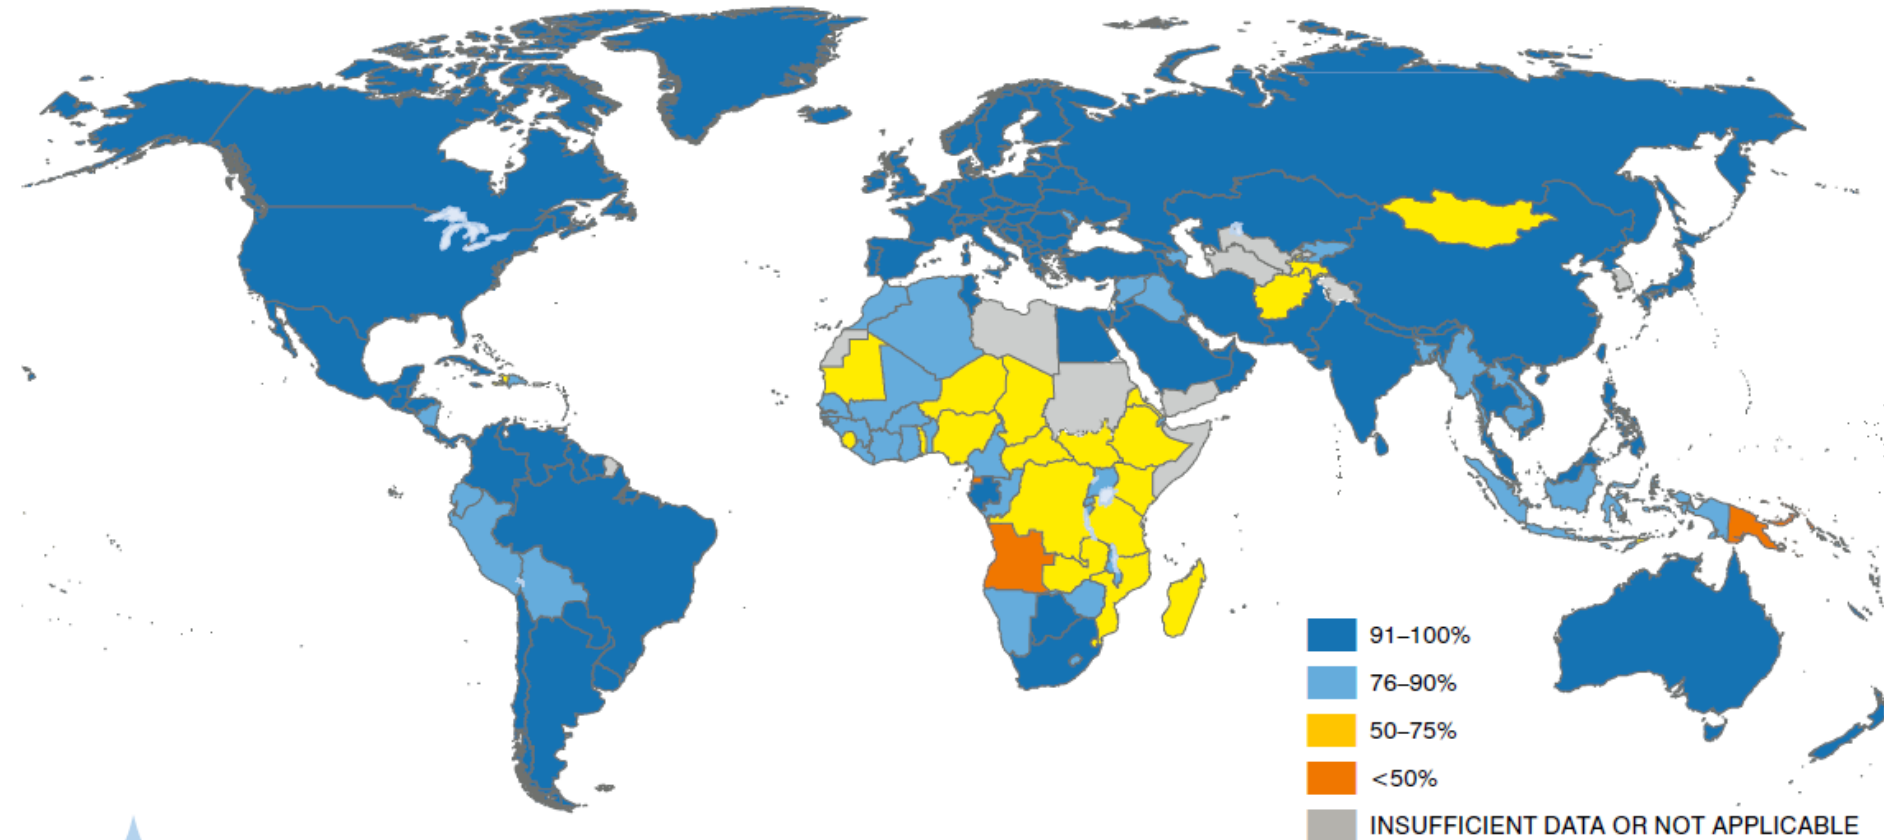 91–100%
76–90%
50–75%
<50%
INSUFFICIENT DATA OR NOT APPLICABLE